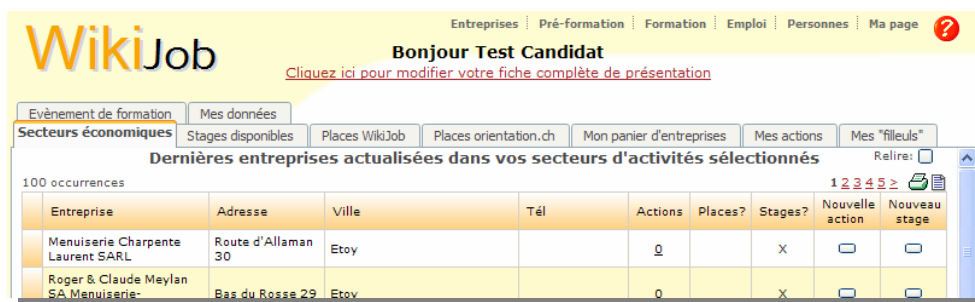 Entreprises Pré-formation Formation Emploi Personnes Ma page ?
WikiJob
Bonjour Test Candidat
Cliquez ici pour modifier votre fiche complète de présentation
Evènement de formation Mes données
Secteurs économiques Stages disponibles Places WikiJob Places orientation.ch Mon panier d'entreprises Mes actions Mes "filleuls"
Dernières entreprises actualisées dans vos secteurs d'activité sélectionnés Relire:
100 occurrences 1 2 3 4 5 >
Entreprise Adresse Ville Tél Actions Places? Stages? Nouvelle action Nouveau stage
Menuiserie Charpente Route d'Allaman
Laurent SARL 30 Etoy 0 X
Roger & Claude Meylan
SA Menuiserie- Bas du Rosse 29 Etoy 0 X